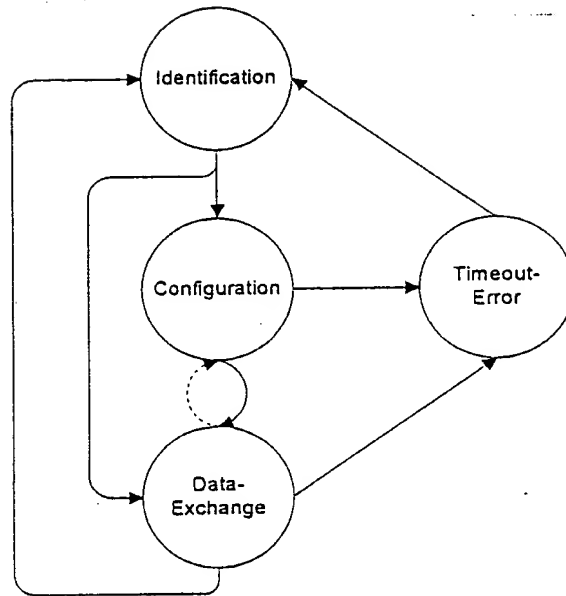 Identification
Configuration
Timeout-
Error
Data-
Exchange